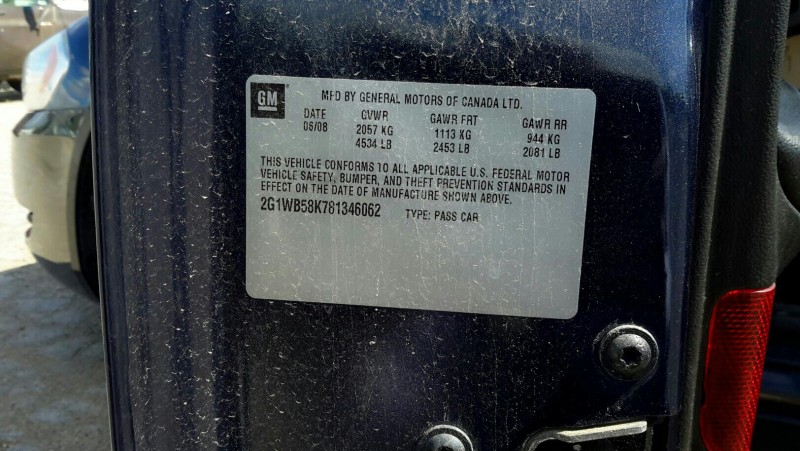 GM
MFD BY GENERAL MOTORS OF CANADA LTD.
DATE GVWR GAWR FRT GAWR RR
06/08 2057 KG 1113 KG 944 KG
4534 LB 2453 LB 2081 LB
THIS VEHICLE CONFORMS TO ALL APPLICABLE U.S. FEDERAL MOTOR
VEHICLE SAFETY, BUMPER, AND THEFT PREVENTION STANDARDS IN
EFFECT ON THE DATE OF MANUFACTURE SHOWN ABOVE.
2G1WB58K781346062 TYPE: PASS CAR